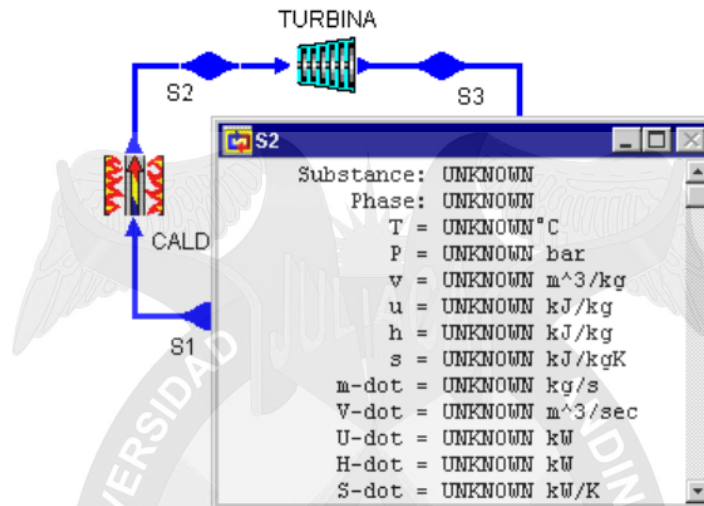 TURBINA
S2
S3
CALD
S1
S2
Substance: UNKNOWN
Phase: UNKNOWN
T = UNKNOWN°C
P = UNKNOWN bar
v = UNKNOWN m^3/kg
u = UNKNOWN kJ/kg
h = UNKNOWN kJ/kg
s = UNKNOWN kJ/kgK
m-dot = UNKNOWN kg/s
V-dot = UNKNOWN m^3/sec
U-dot = UNKNOWN kW
H-dot = UNKNOWN kW
S-dot = UNKNOWN kW/K